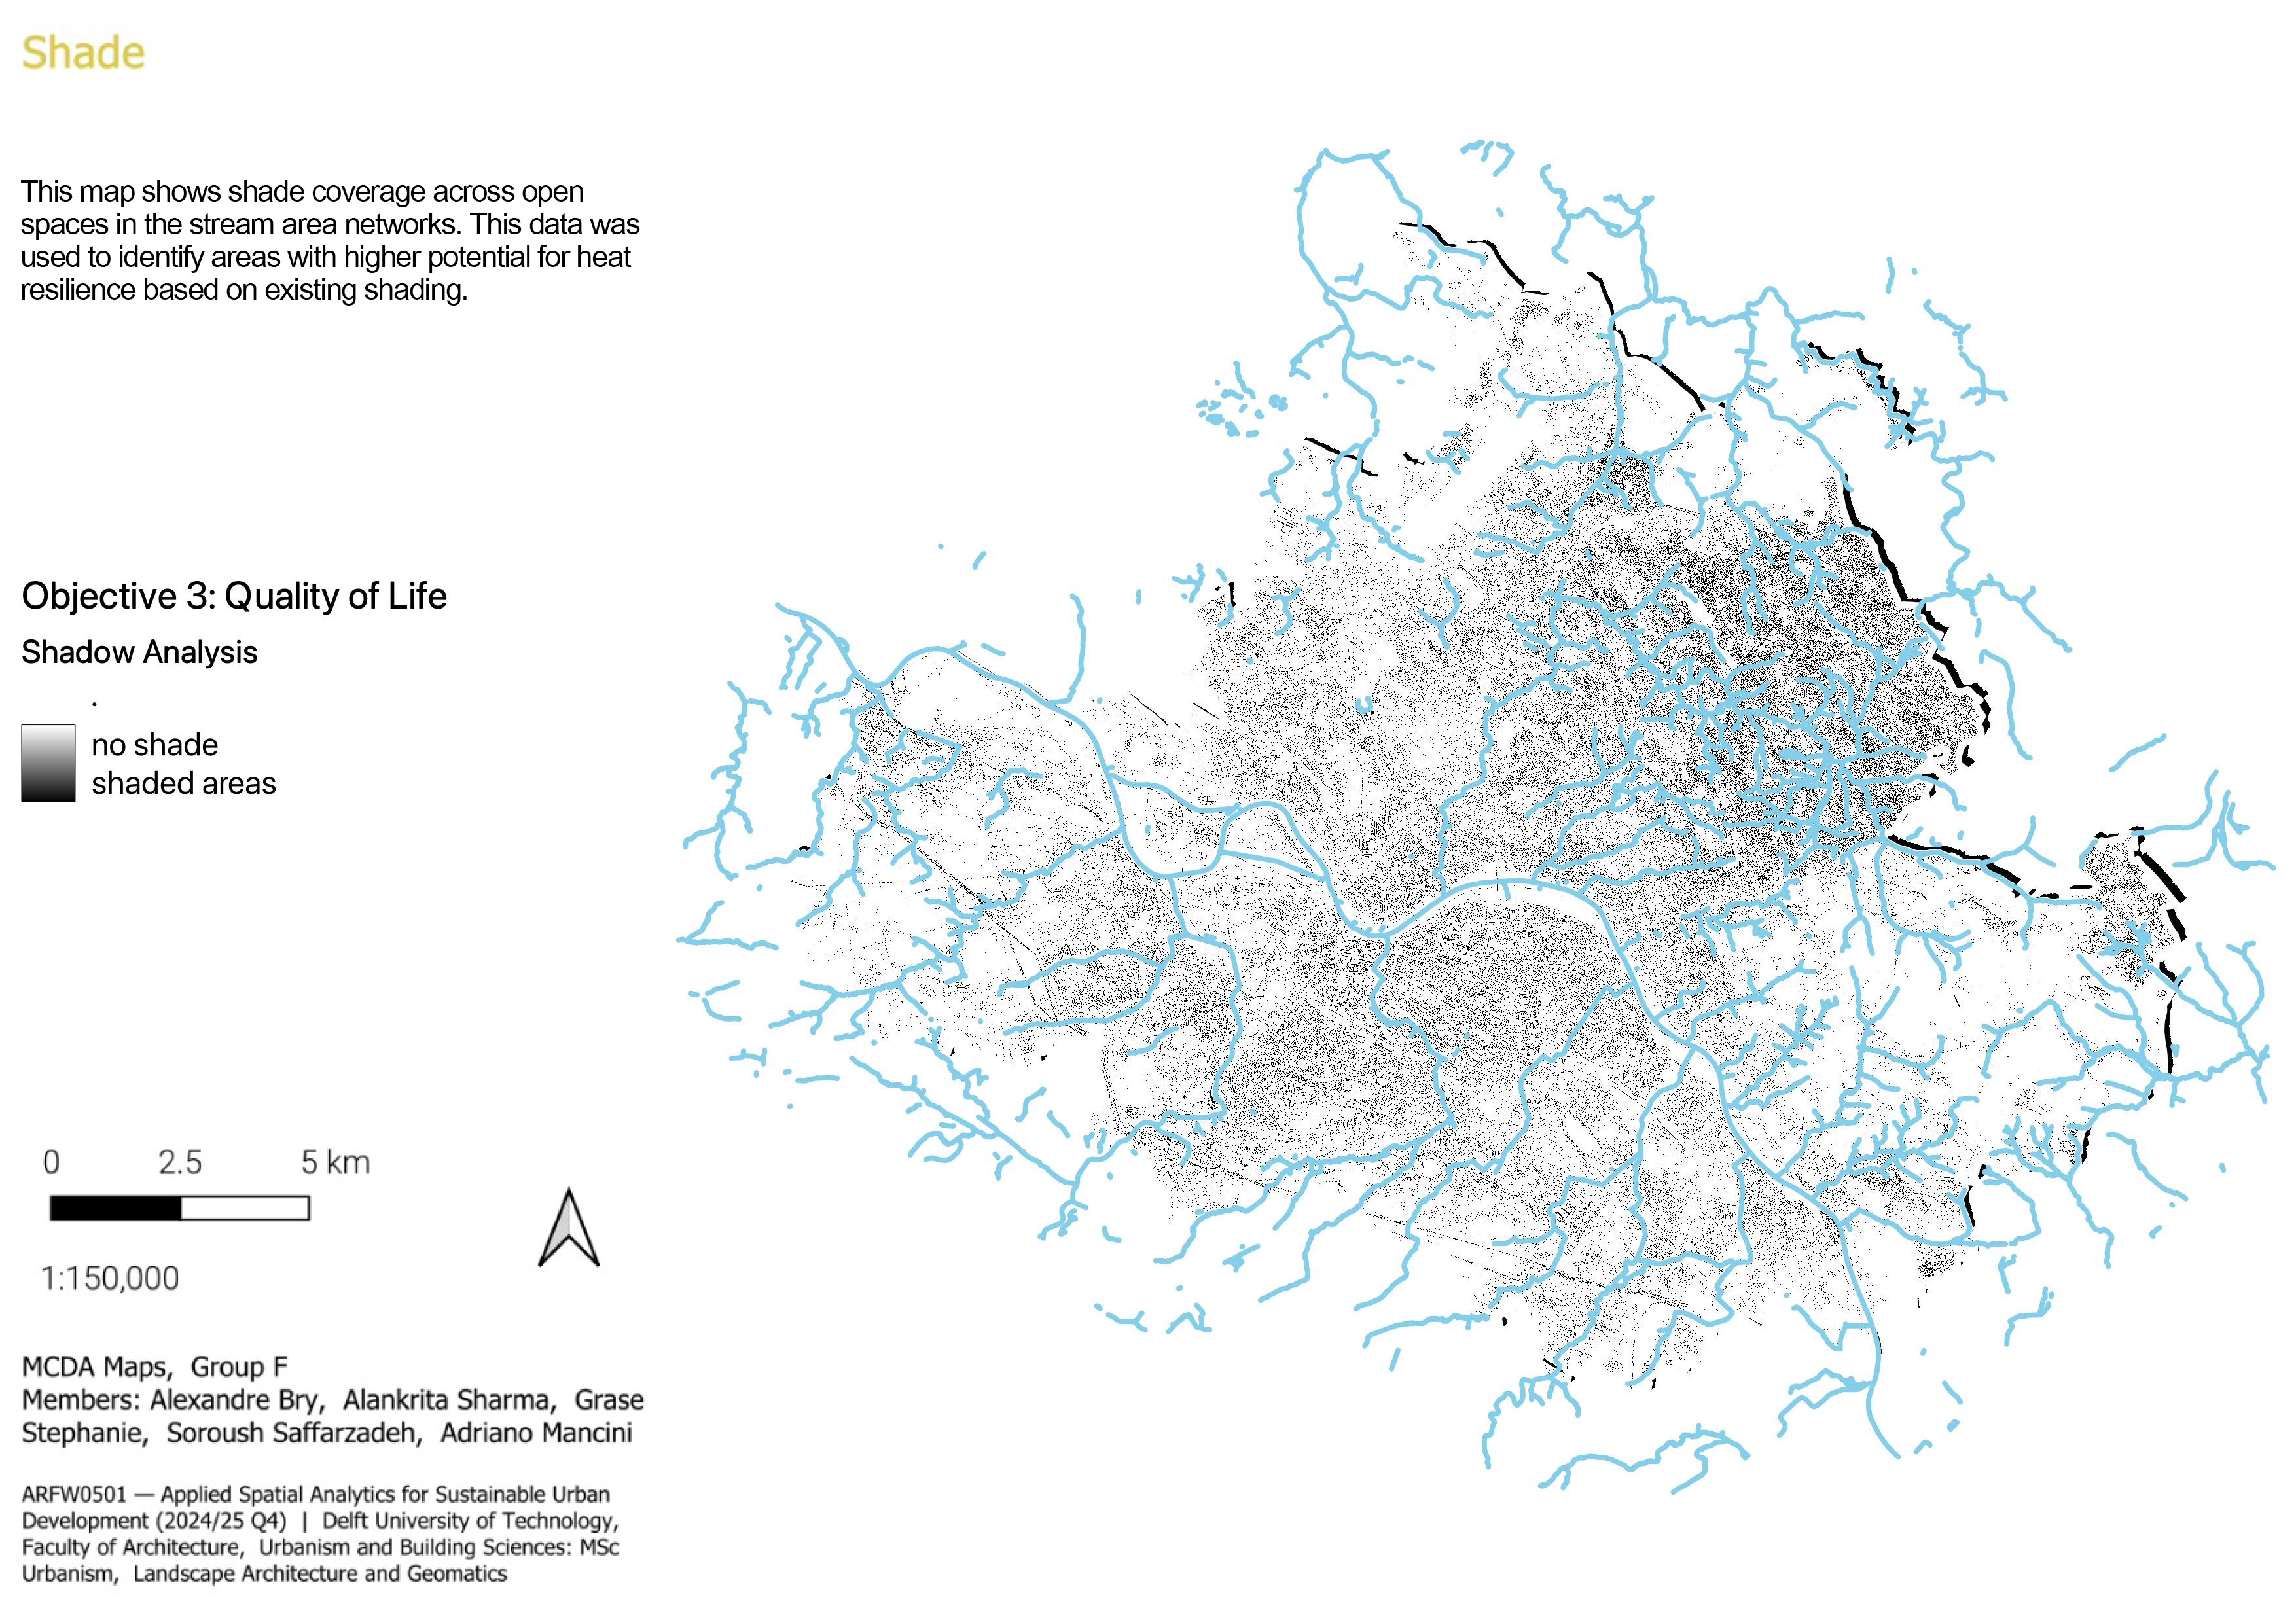 Shade
This map shows shade coverage across open
spaces in the stream area networks. This data was
used to identify areas with higher potential for heat
resilience based on existing shading.
Objective 3: Quality of Life
Shadow Analysis
.
no shade
shaded areas
0 2.5 5 km
1:150,000
MCDA Maps, Group F
Members: Alexandre Bry, Alankrita Sharma, Grase
Stephanie, Soroush Saffarzadeh, Adriano Mancini
ARFW0501 — Applied Spatial Analytics for Sustainable Urban
Development (2024/25 Q4) | Delft University of Technology,
Faculty of Architecture, Urbanism and Building Sciences: MSc
Urbanism, Landscape Architecture and Geomatics